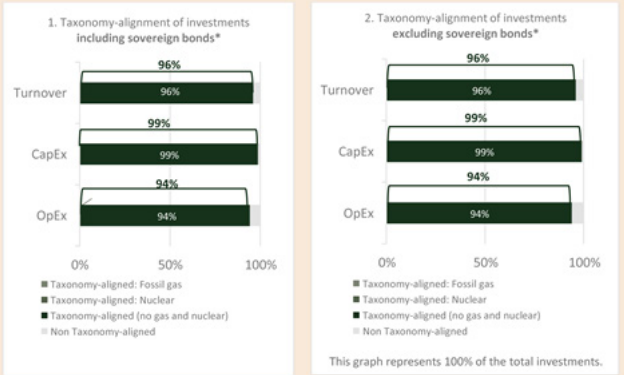 1. Taxonomy-alignment of investments
including sovereign bonds*
96%
Turnover
96%
99%
CapEx
99%
94%
OpEx
94%
0%
50%
100%
Taxonomy-aligned: Fossil gas
Taxonomy-aligned: Nuclear
Taxonomy-aligned (no gas and nuclear)
Non Taxonomy-aligned
2. Taxonomy-alignment of investments
excluding sovereign bonds*
96%
Turnover
96%
99%
CapEx
99%
94%
OpEx
94%
0%
50%
100%
Taxonomy-aligned: Fossil gas
Taxonomy-aligned: Nuclear
Taxonomy-aligned (no gas and nuclear)
Non Taxonomy-aligned
This graph represents 100% of the total investments.